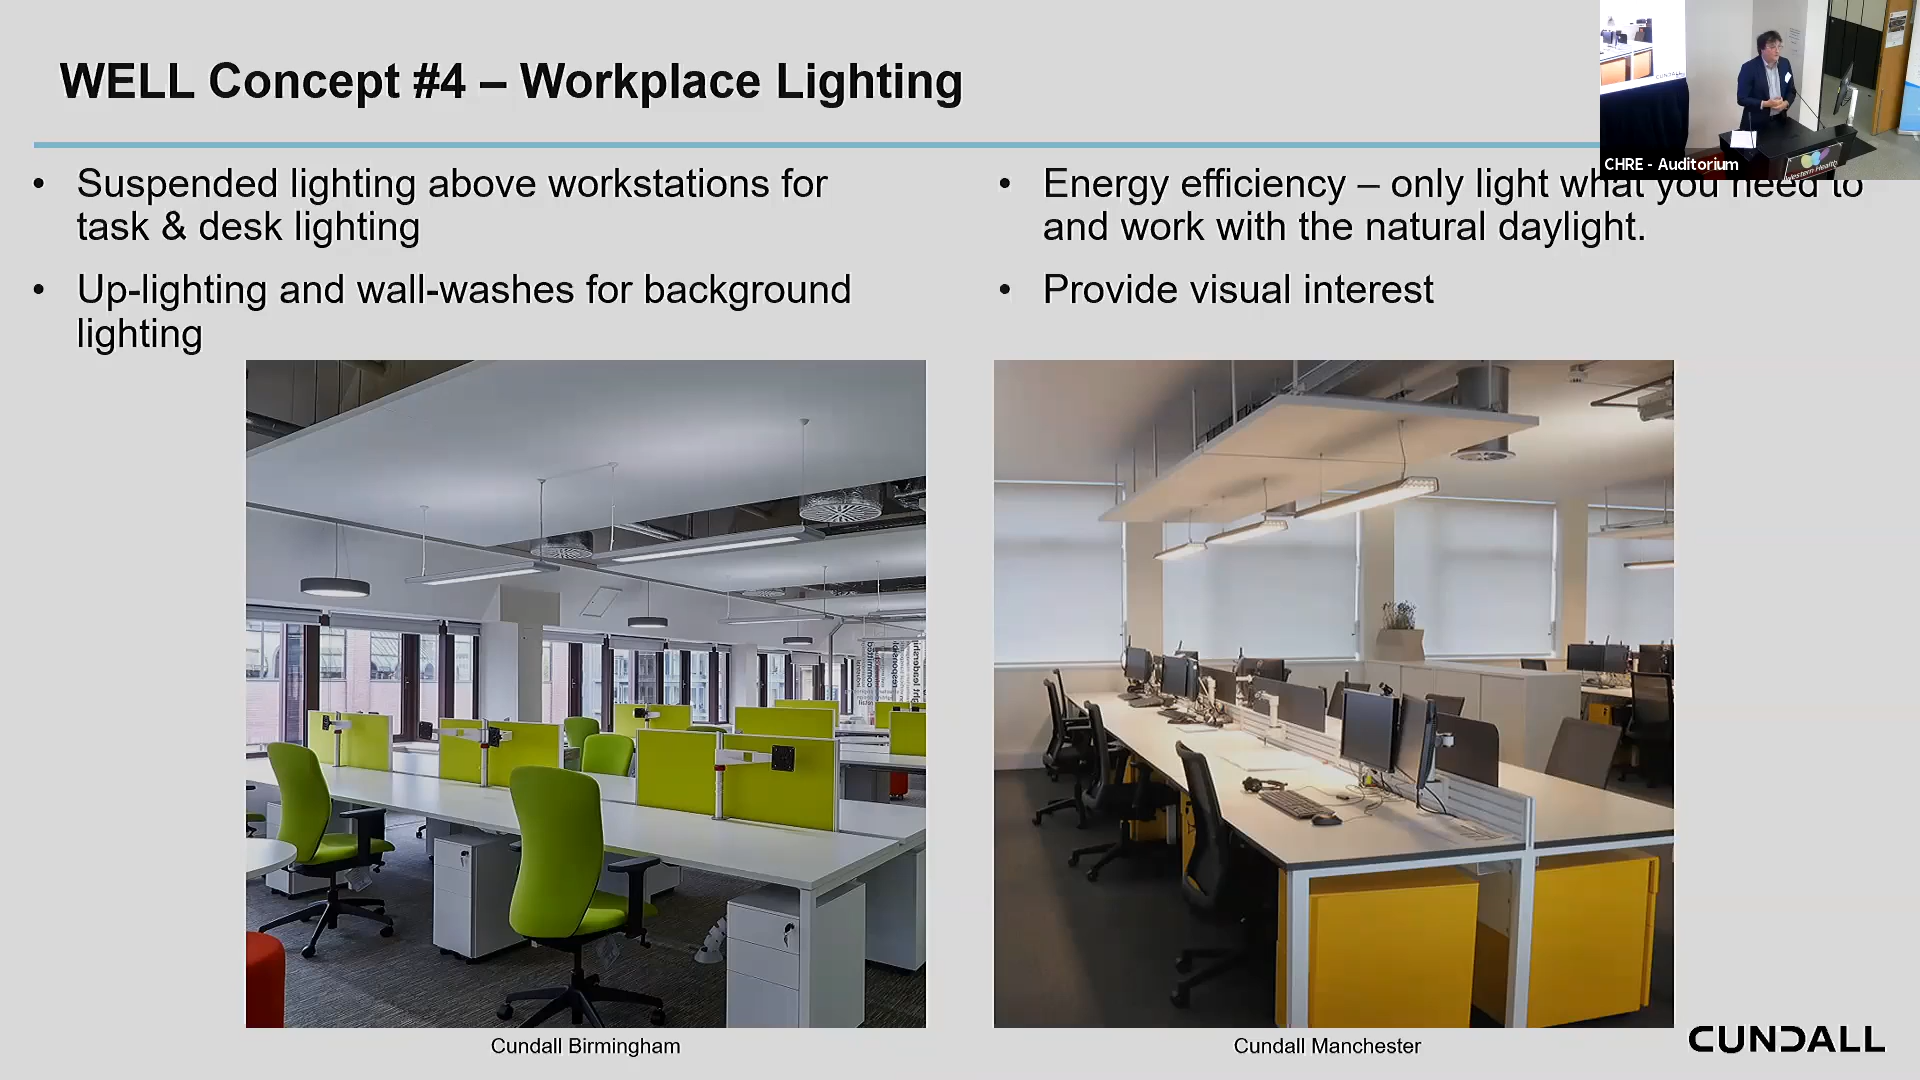 WELL Concept #4 – Workplace Lighting
CHRE - Auditorium
Western Health
• Suspended lighting above workstations for
task & desk lighting
• Up-lighting and wall-washes for background
lighting
• Energy efficiency – only light what you need to
and work with the natural daylight.
• Provide visual interest
Cundall Birmingham
Cundall Manchester
CUNDALL